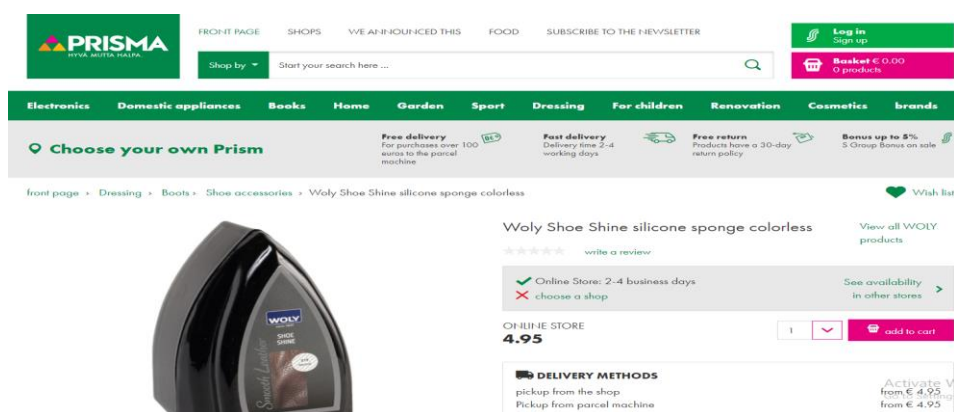 FRONT PAGE SHOPS WE ANNOUNCED THIS FOOD SUBSCRIBE TO THE NEWSLETTER
PRISMA
HYVÄ MUTTA HALPA.
Shop by Start your search here ...
Log in
Sign up
Basket € 0.00
0 products
Electronics Domestic appliances Books Home Garden Sport Dressing For children Renovation Cosmetics brands
Choose your own Prism
Free delivery
For purchases over 100
euros to the parcel
machine
Fast delivery
Delivery time 2-4
working days
Free return
Products have a 30-day
return policy
Bonus up to 5%
S Group Bonus on sale
front page › Dressing › Boots › Shoe accessories › Woly Shoe Shine silicone sponge colorless
Wish list
WOLY
SHOE
SHINE
Smooth Leather
Woly Shoe Shine silicone sponge colorless
View all WOLY
products
write a review
Online Store: 2-4 business days
choose a shop
See availability
in other stores
ONLINE STORE
4.95
1
add to cart
DELIVERY METHODS
pickup from the shop from € 4.95
Pickup from parcel machine from € 4.95
Activate